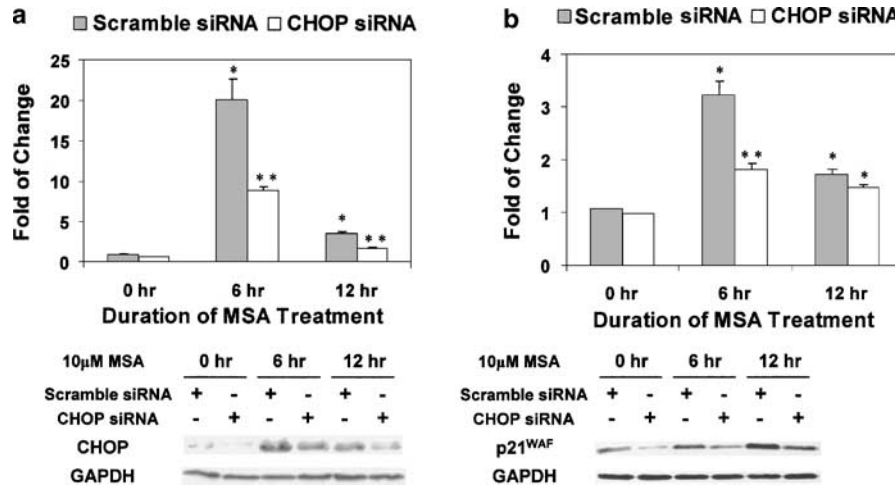 a
Scramble siRNA CHOP siRNA
Fold of Change
25
20
15
10
5
0
*
**
*
**
0 hr 6 hr 12 hr
Duration of MSA Treatment
10µM MSA 0 hr 6 hr 12 hr
Scramble siRNA + - + - + -
CHOP siRNA - + - + - +
CHOP
GAPDH
b
Scramble siRNA CHOP siRNA
Fold of Change
4
3
2
1
0
*
**
*
*
0 hr 6 hr 12 hr
Duration of MSA Treatment
10µM MSA 0 hr 6 hr 12 hr
Scramble siRNA + - + - + -
CHOP siRNA - + - + - +
p21WAF
GAPDH